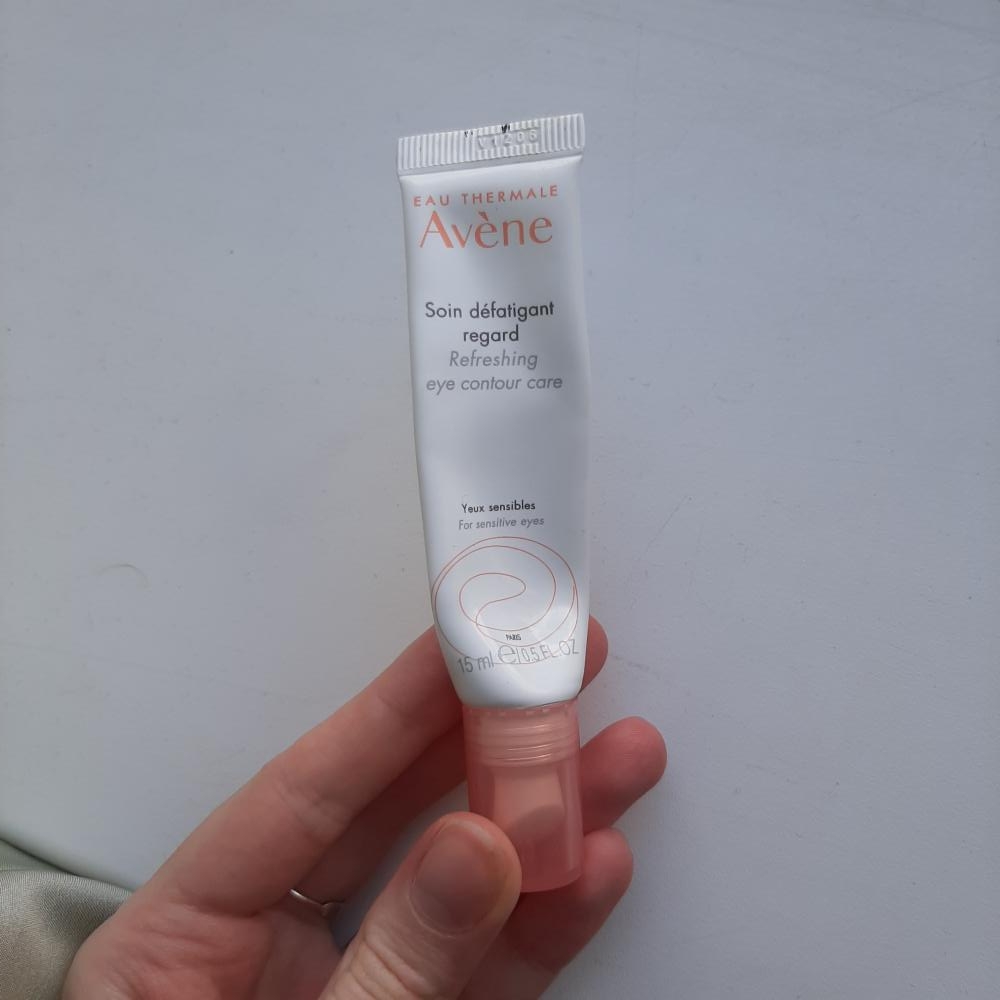 V1206
EAU THERMALE
Avène
Soin défatigant
regard
Refreshing
eye contour care
Yeux sensibles
For sensitive eyes
PARIS
15 ml e/0.5 FL.OZ